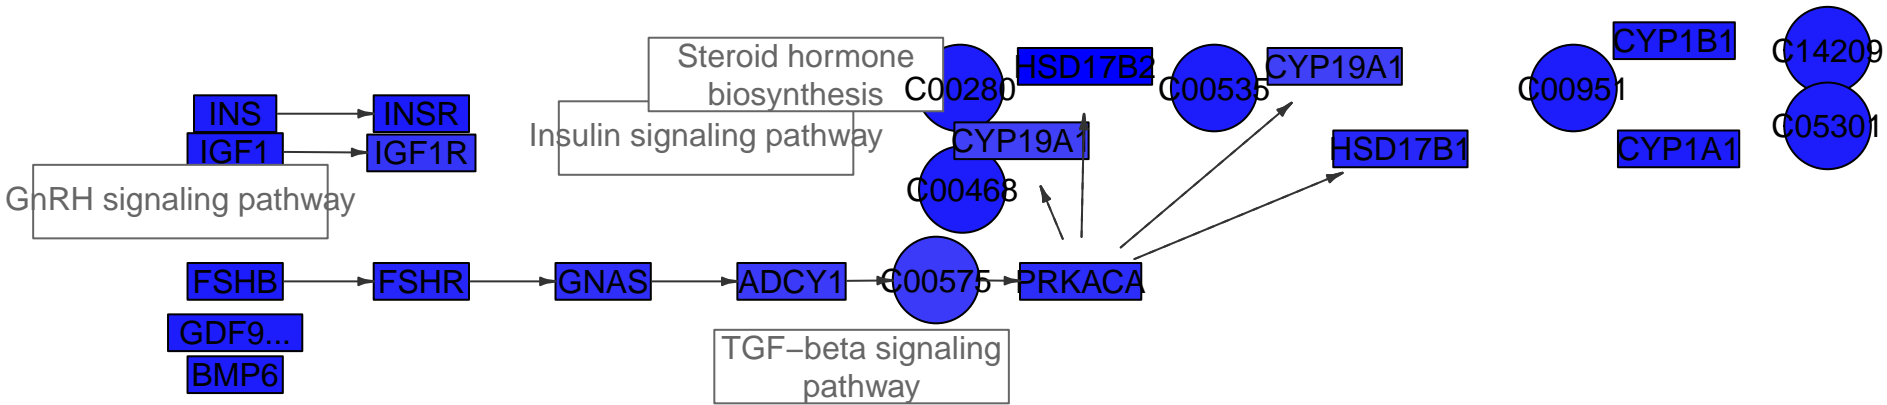 Steroid hormone
biosynthesis
C00280
HSD17B2
C00535
CYP19A1
C00951
CYP1B1
C14209
INS
INSR
Insulin signaling pathway
CYP19A1
HSD17B1
CYP1A1
C05301
IGF1
IGF1R
GnRH signaling pathway
C00468
FSHB
FSHR
GNAS
ADCY1
C00575
PRKACA
GDF9...
BMP6
TGF−beta signaling
pathway